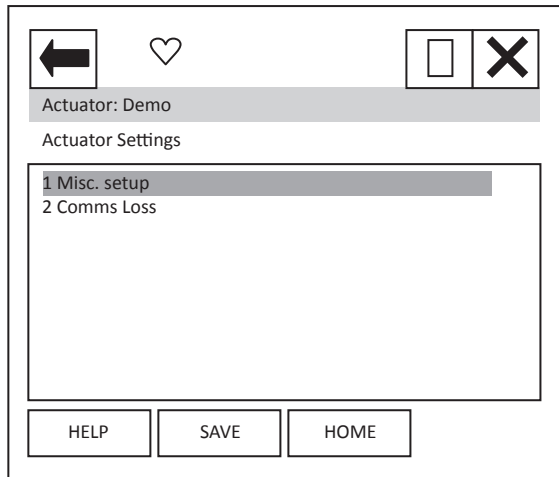 Actuator: Demo
Actuator Settings
1 Misc. setup
2 Comms Loss
HELP SAVE HOME